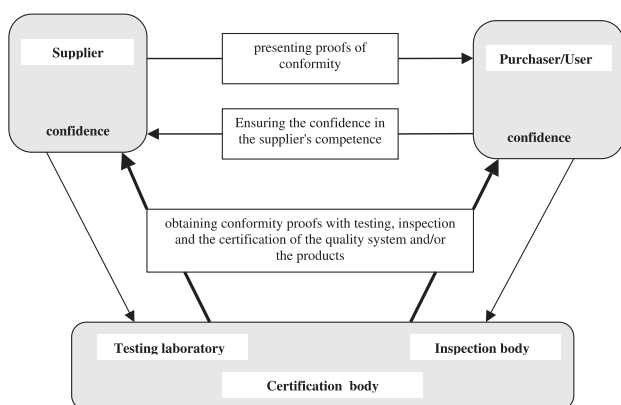 Supplier
presenting proofs of
conformity
Purchaser/User
confidence
Ensuring the confidence in
the supplier's competence
confidence
obtaining conformity proofs with testing, inspection
and the certification of the quality system and/or
the products
Testing laboratory
Inspection body
Certification body